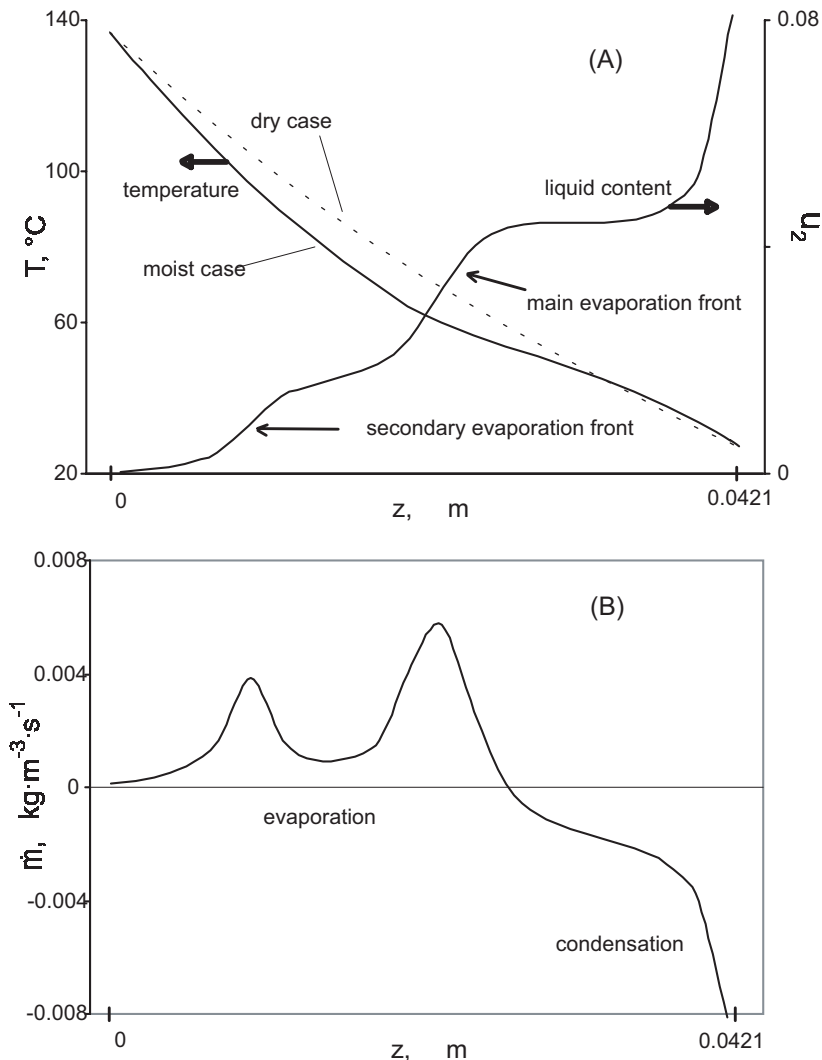 140
0.08
(A)
dry case
100
temperature
liquid content
T, °C
u₂
moist case
main evaporation front
60
secondary evaporation front
20
0
0
0.0421
z, m
0.008
(B)
0.004
ṁ, kg·m⁻³·s⁻¹
0
evaporation
-0.004
condensation
-0.008
0
0.0421
z, m